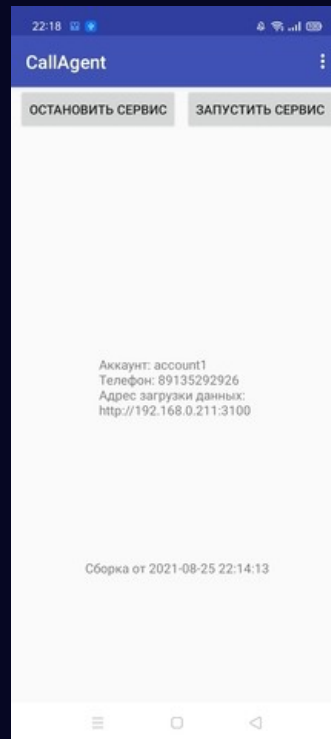 22:18
CallAgent
ОСТАНОВИТЬ СЕРВИС
ЗАПУСТИТЬ СЕРВИС
Аккаунт: account1
Телефон: 89135292926
Адрес загрузки данных:
http://192.168.0.211:3100
Сборка от 2021-08-25 22:14:13